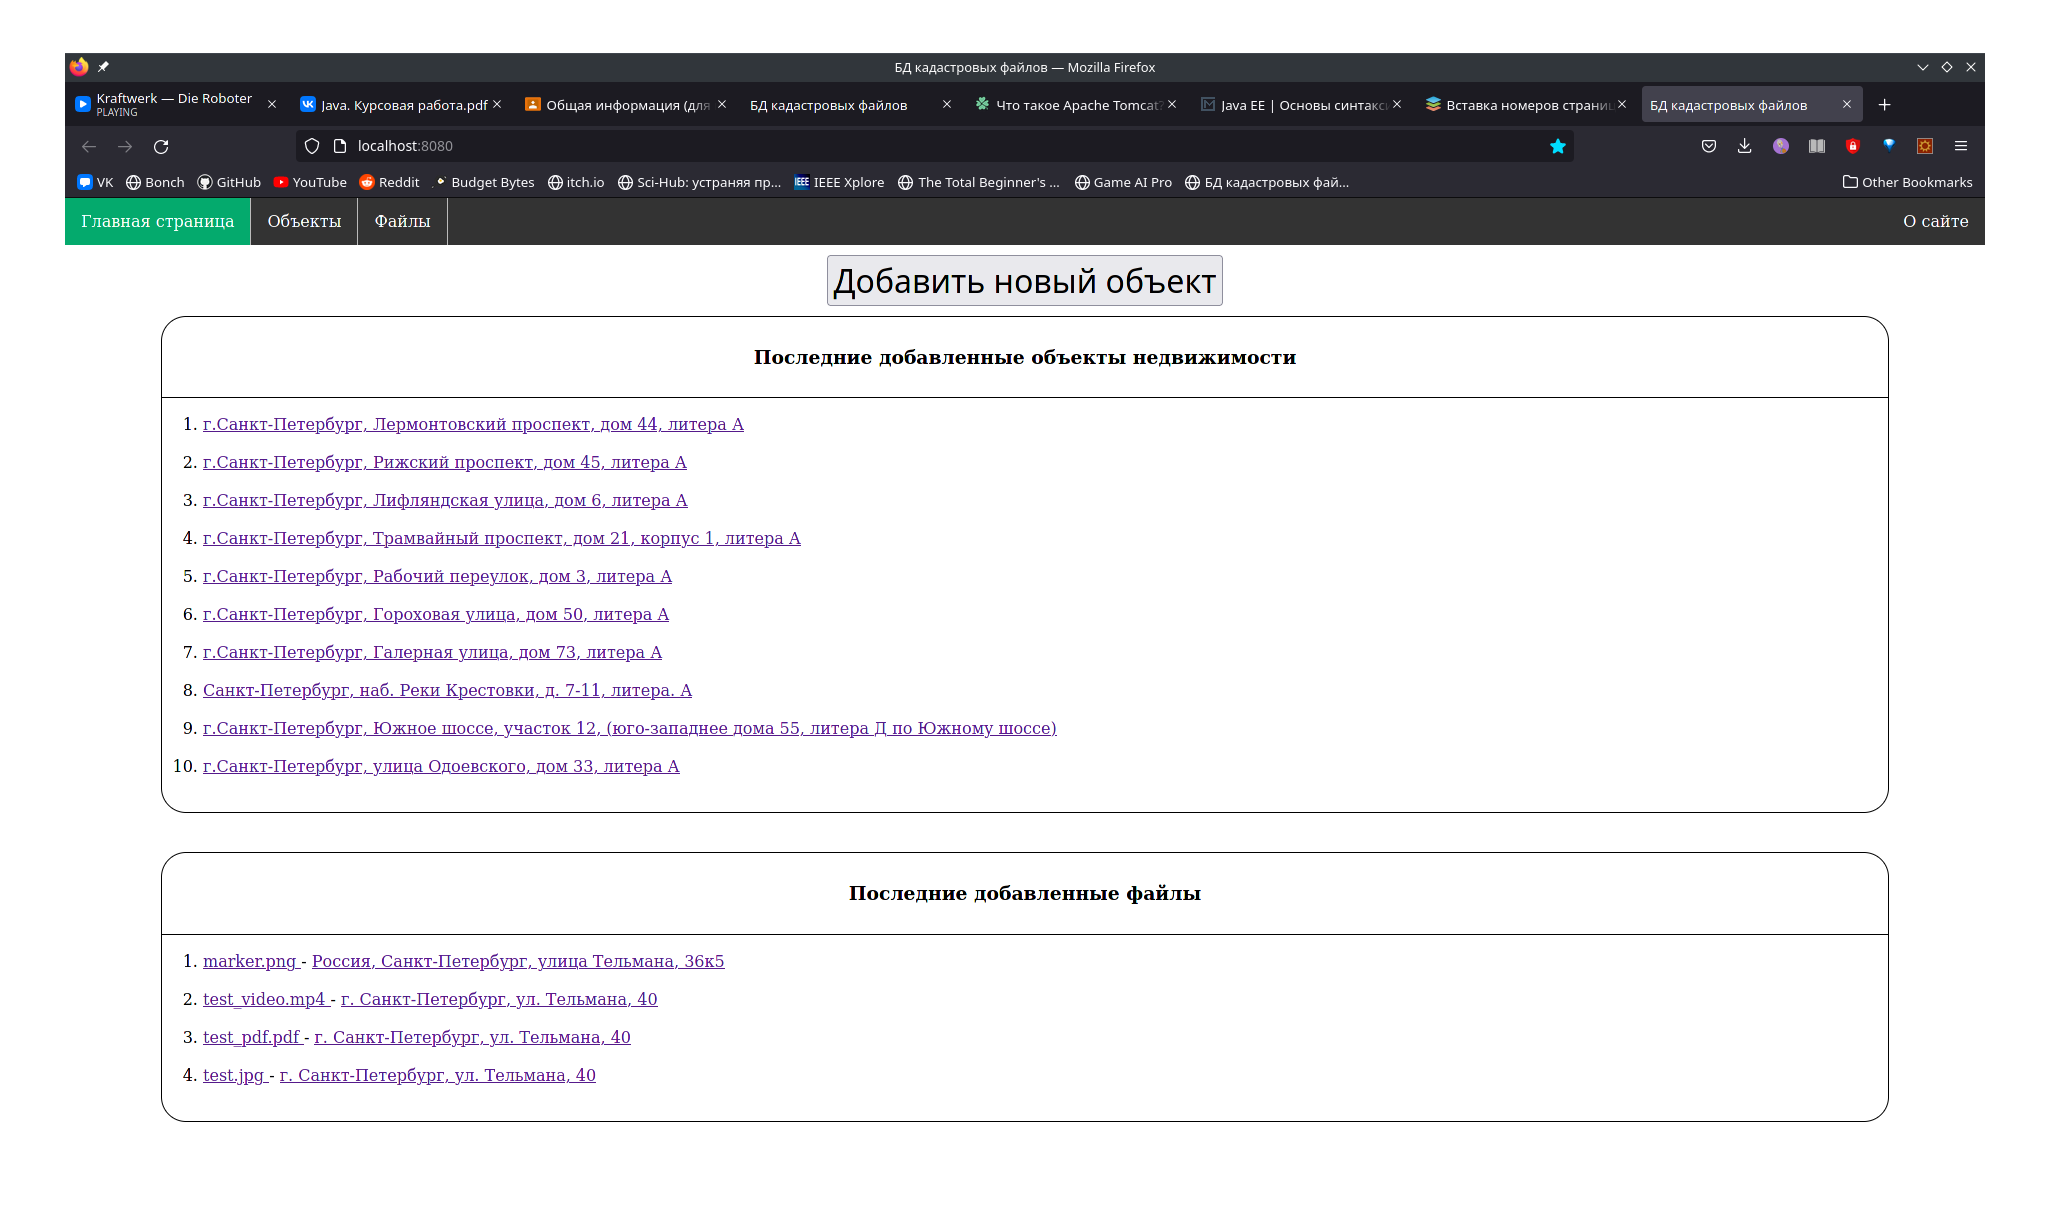 БД кадастровых файлов — Mozilla Firefox
Kraftwerk — Die Roboter
PLAYING
Java. Курсовая работа.pdf
Общая информация (для
БД кадастровых файлов
Что такое Apache Tomcat?
Java EE | Основы синтакс
Вставка номеров страниц
БД кадастровых файлов
localhost:8080
VK Bonch GitHub YouTube Reddit Budget Bytes itch.io Sci-Hub: устраняя пр... IEEE IEEE Xplore The Total Beginner's ... Game AI Pro БД кадастровых фай... Other Bookmarks
Главная страница Объекты Файлы О сайте
Добавить новый объект
Последние добавленные объекты недвижимости
1. г.Санкт-Петербург, Лермонтовский проспект, дом 44, литера А
2. г.Санкт-Петербург, Рижский проспект, дом 45, литера А
3. г.Санкт-Петербург, Лифляндская улица, дом 6, литера А
4. г.Санкт-Петербург, Трамвайный проспект, дом 21, корпус 1, литера А
5. г.Санкт-Петербург, Рабочий переулок, дом 3, литера А
6. г.Санкт-Петербург, Гороховая улица, дом 50, литера А
7. г.Санкт-Петербург, Галерная улица, дом 73, литера А
8. Санкт-Петербург, наб. Реки Крестовки, д. 7-11, литера. А
9. г.Санкт-Петербург, Южное шоссе, участок 12, (юго-западнее дома 55, литера Д по Южному шоссе)
10. г.Санкт-Петербург, улица Одоевского, дом 33, литера А
Последние добавленные файлы
1. marker.png - Россия, Санкт-Петербург, улица Тельмана, 36к5
2. test_video.mp4 - г. Санкт-Петербург, ул. Тельмана, 40
3. test_pdf.pdf - г. Санкт-Петербург, ул. Тельмана, 40
4. test.jpg - г. Санкт-Петербург, ул. Тельмана, 40